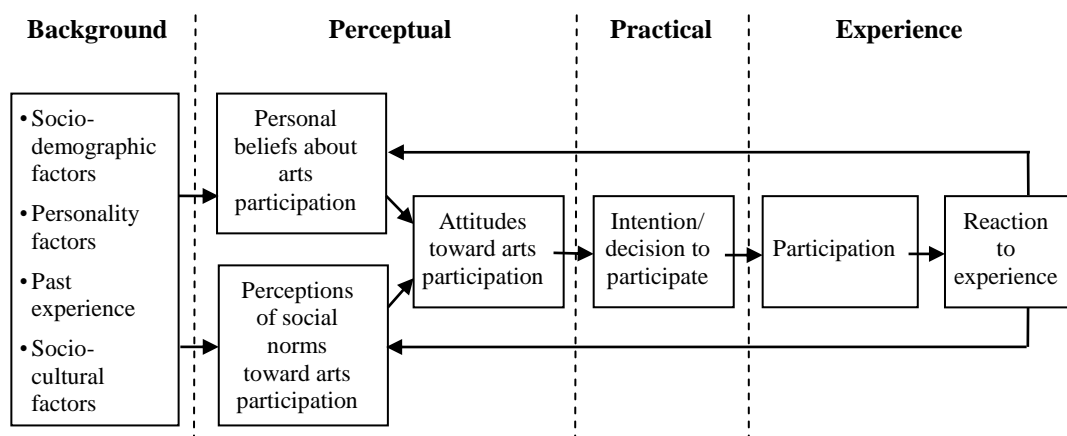 Background
Perceptual
Practical
Experience
• Socio-
demographic
factors
• Personality
factors
• Past
experience
• Socio-
cultural
factors
Personal
beliefs about
arts
participation
Perceptions
of social
norms
toward arts
participation
Attitudes
toward arts
participation
Intention/
decision to
participate
Participation
Reaction
to
experience